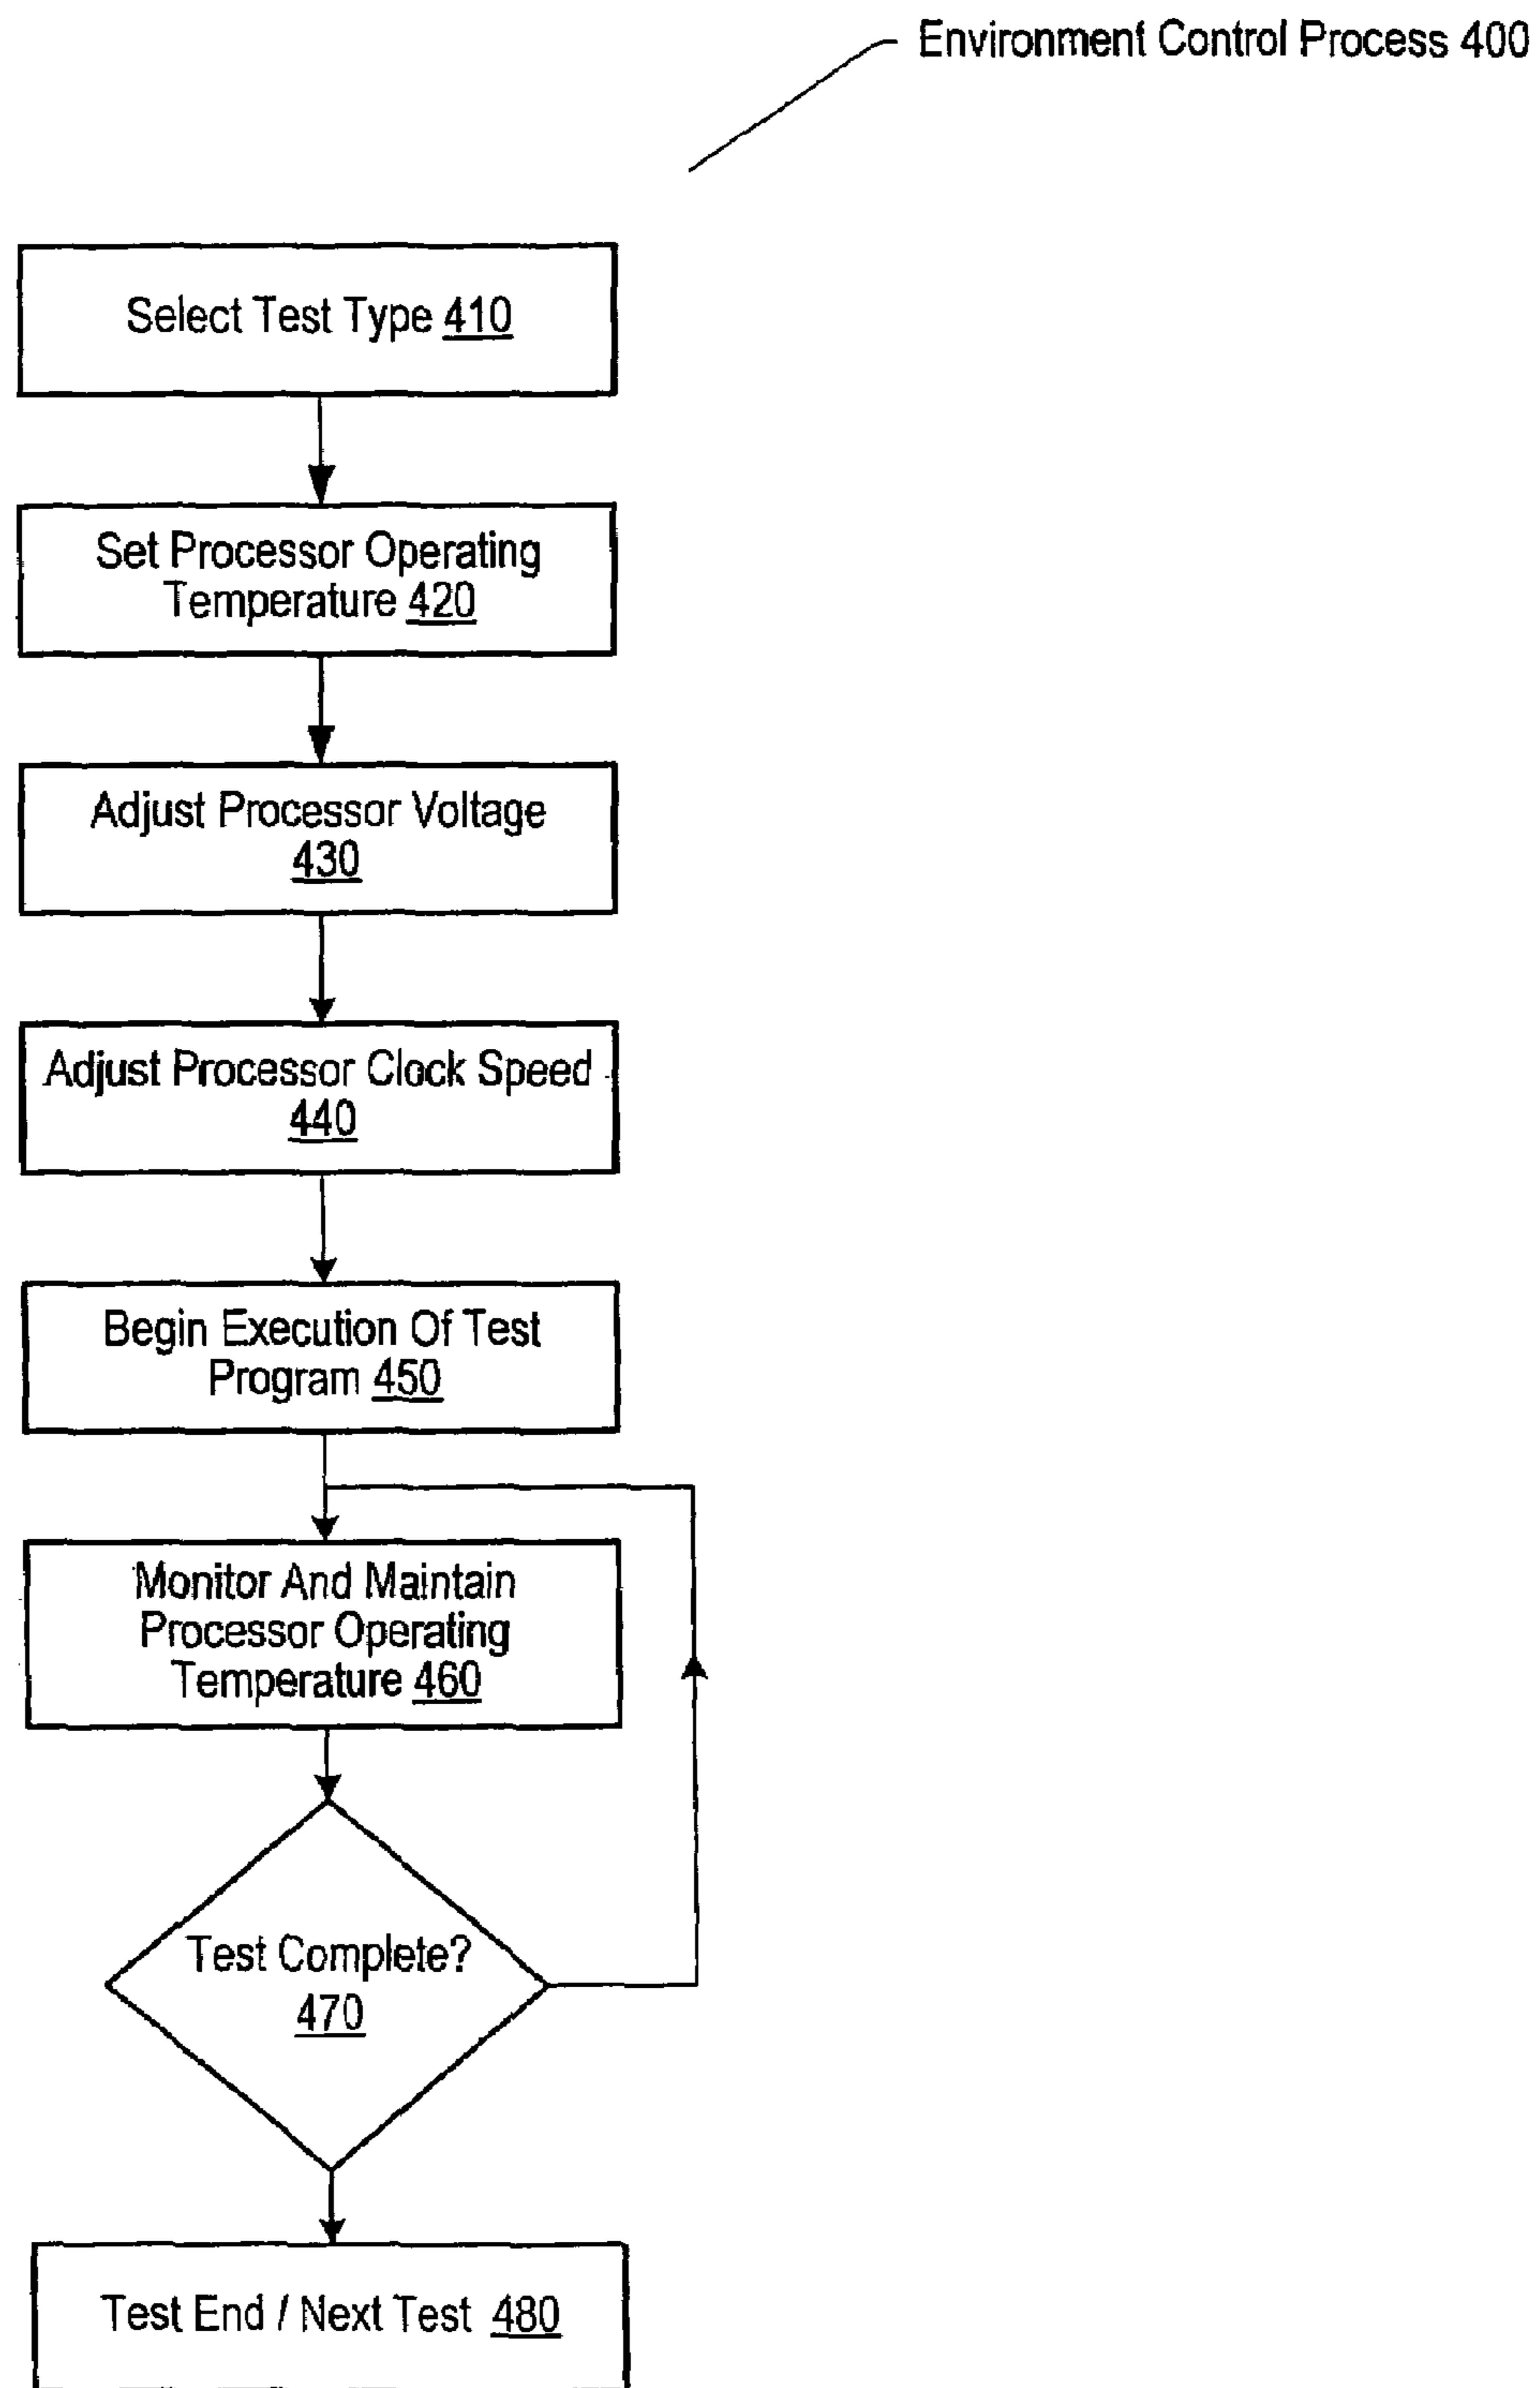 Environment Control Process 400
Select Test Type 410
Set Processor Operating
Temperature 420
Adjust Processor Voltage
430
Adjust Processor Clock Speed
440
Begin Execution Of Test
Program 450
Monitor And Maintain
Processor Operating
Temperature 460
Test Complete?
470
Test End / Next Test 480